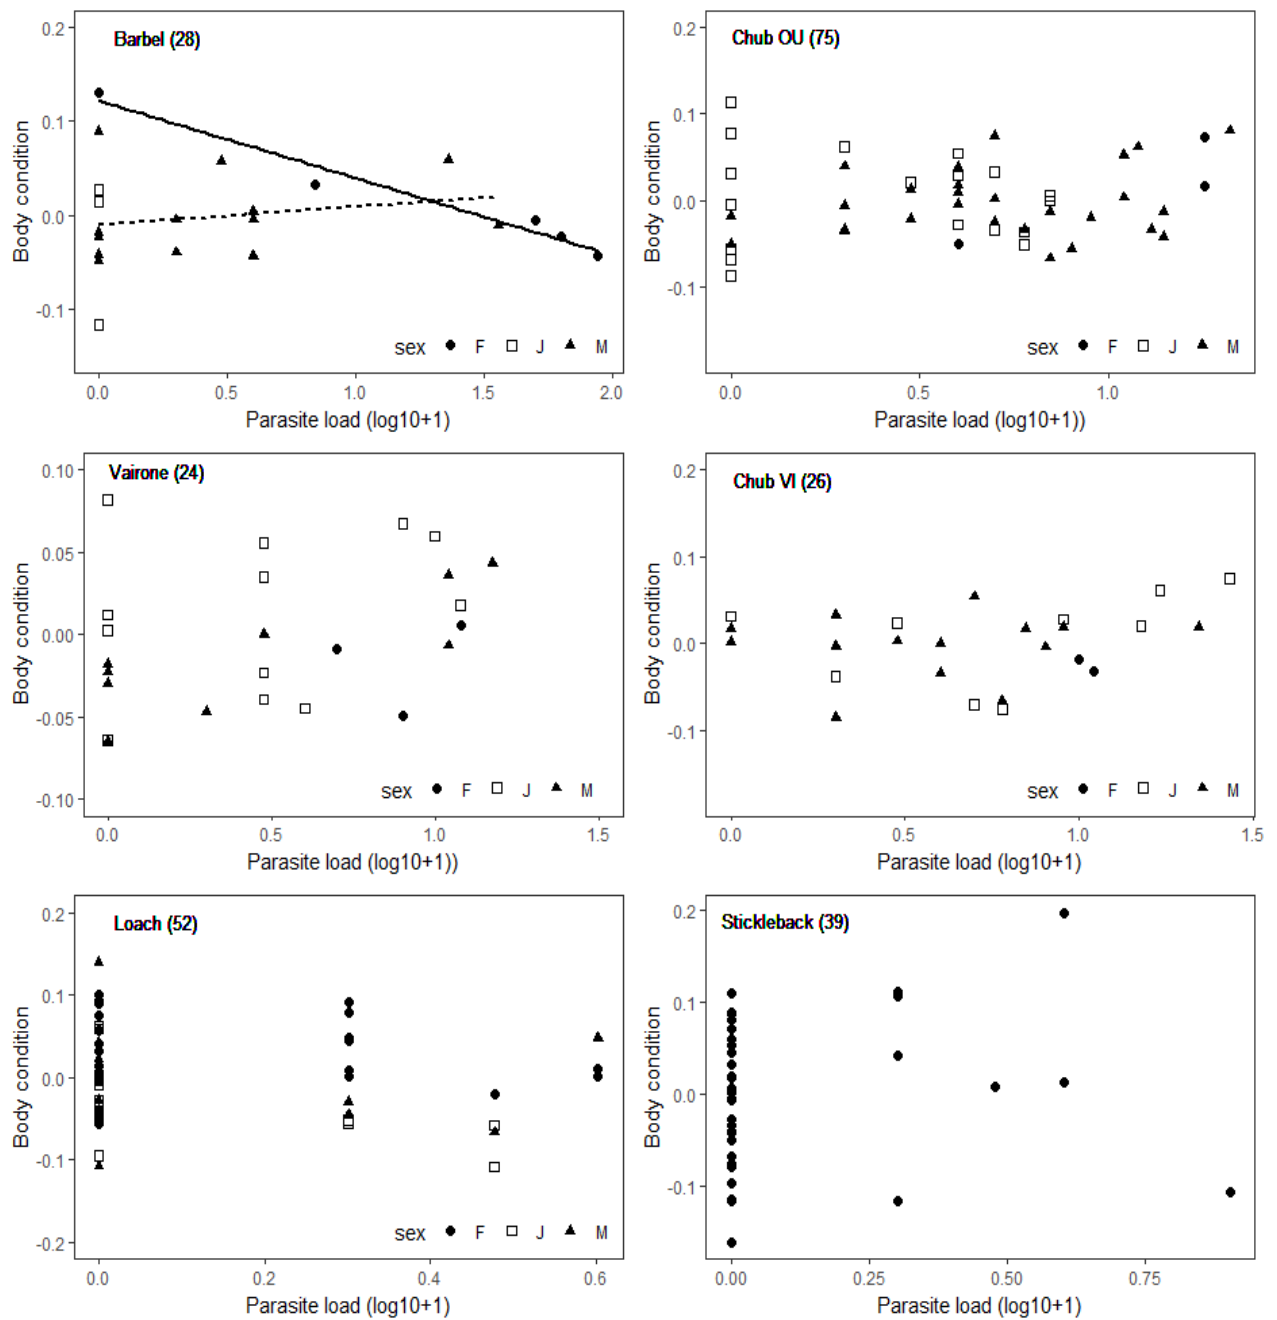 Barbel (28)
Body condition
0.2
0.1
0.0
-0.1
sex F J M
0.0 0.5 1.0 1.5 2.0
Parasite load (log10+1)
Chub OU (75)
Body condition
0.2
0.1
0.0
-0.1
sex F J M
0.0 0.5 1.0
Parasite load (log10+1))
Vairone (24)
Body condition
0.10
0.05
0.00
-0.05
-0.10
sex F J M
0.0 0.5 1.0 1.5
Parasite load (log10+1))
Chub VI (26)
Body condition
0.2
0.1
0.0
-0.1
sex F J M
0.0 0.5 1.0 1.5
Parasite load (log10+1)
Loach (52)
Body condition
0.2
0.1
0.0
-0.1
-0.2
sex F J M
0.0 0.2 0.4 0.6
Parasite load (log10+1)
Stickleback (39)
Body condition
0.2
0.1
0.0
-0.1
0.00 0.25 0.50 0.75
Parasite load (log10+1)